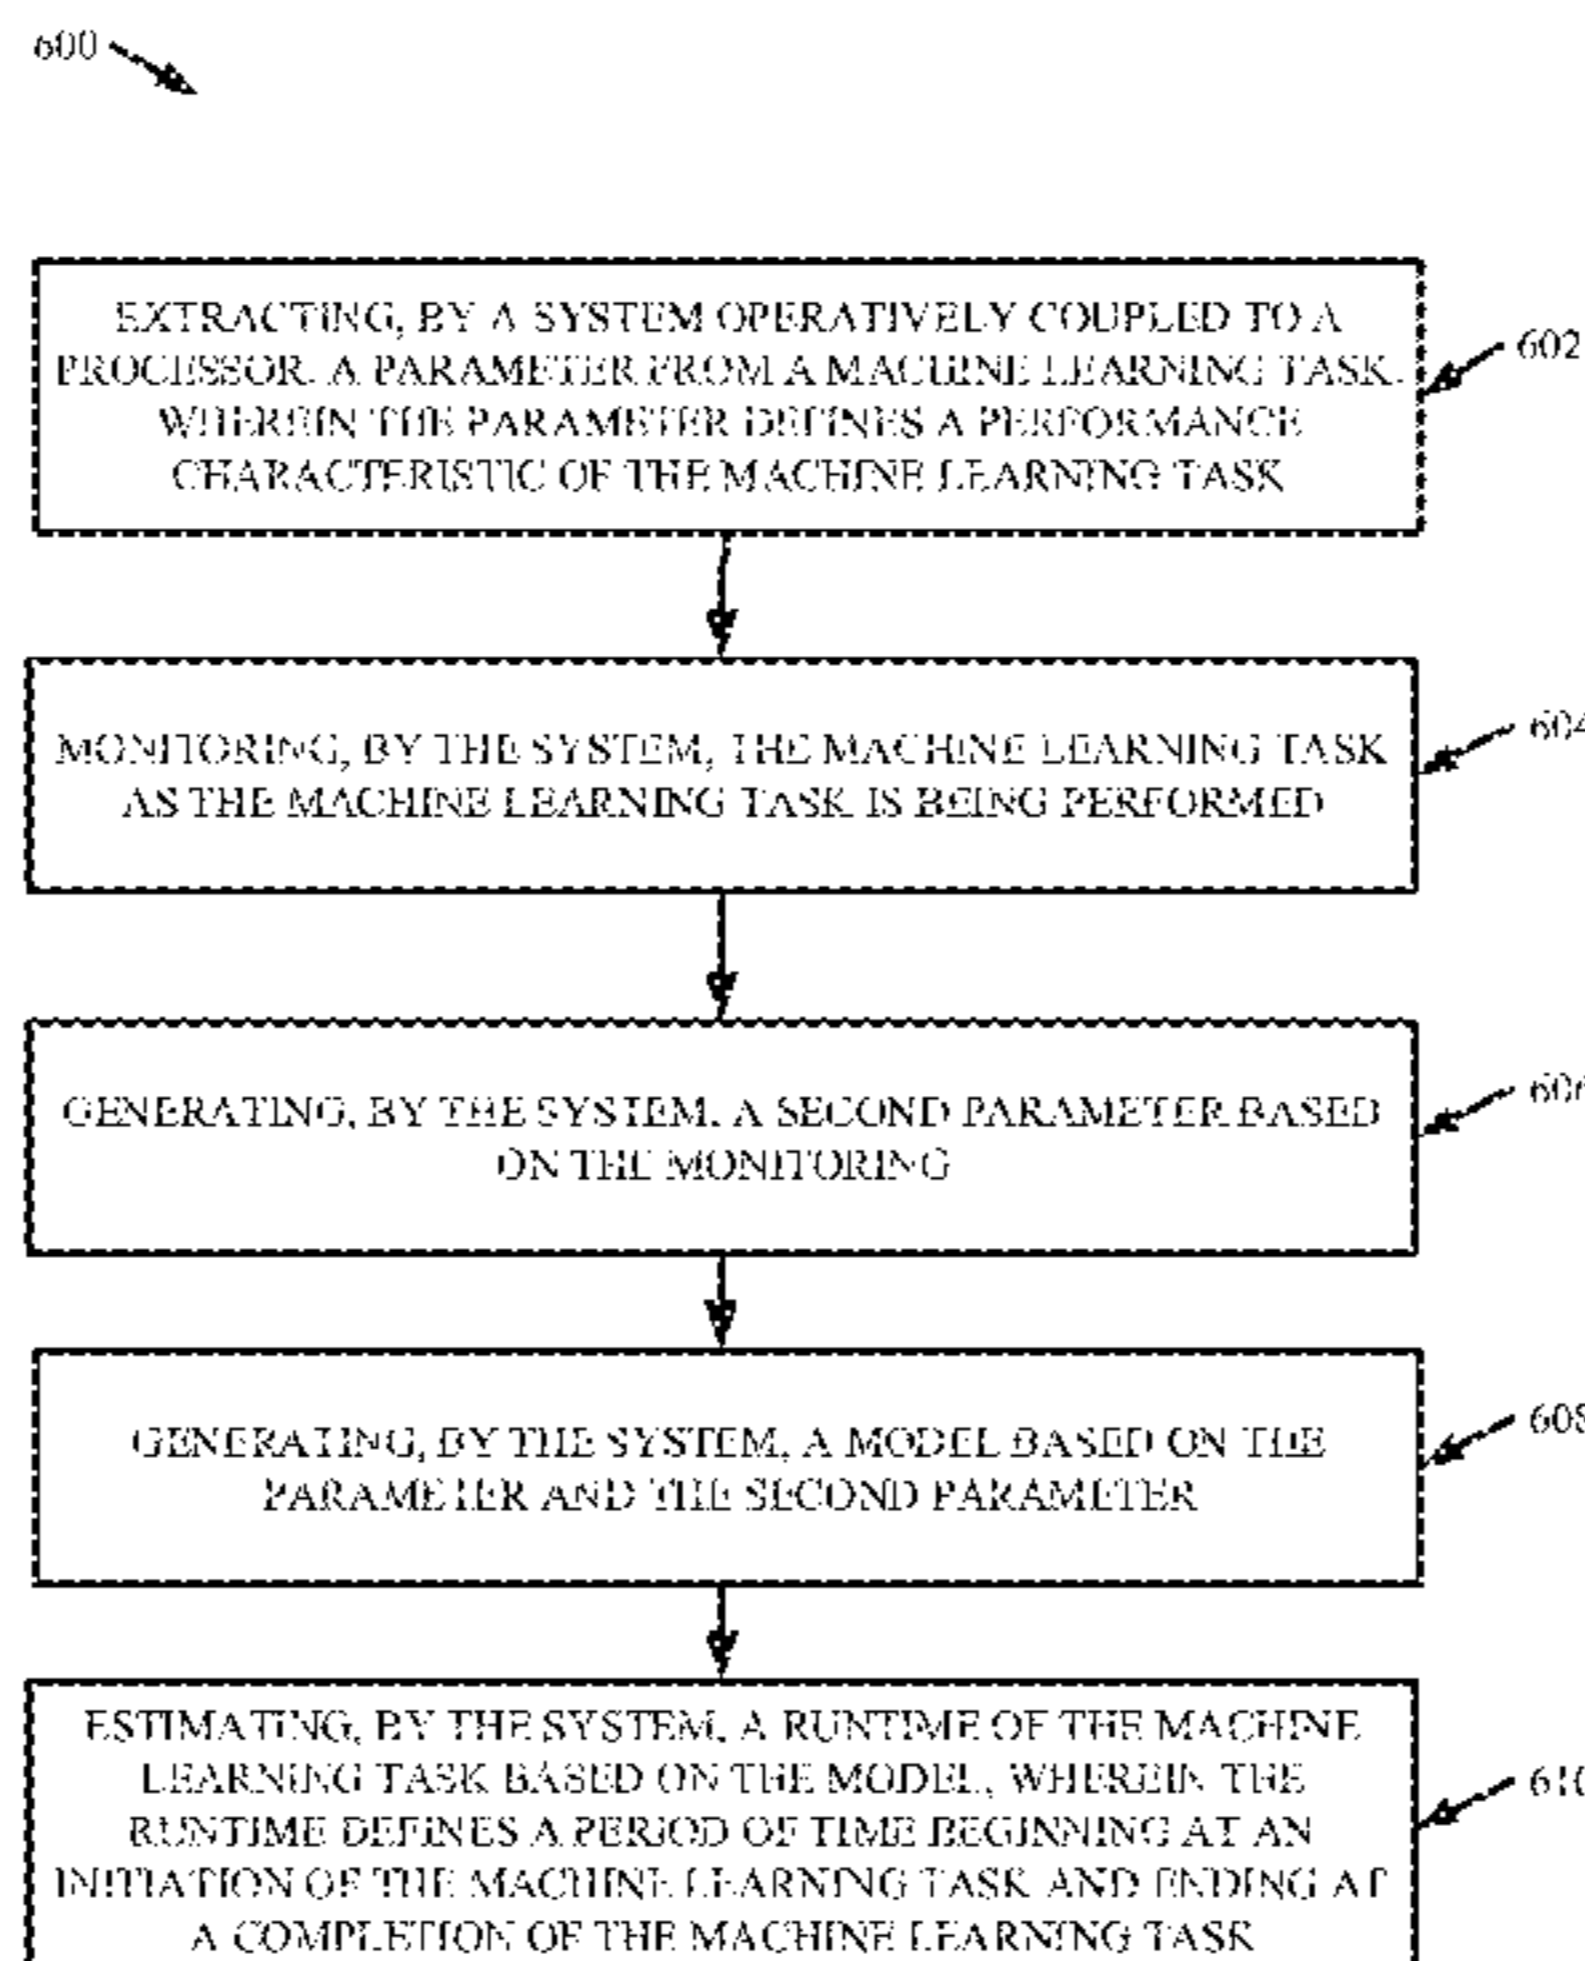 600
EXTRACTING, BY A SYSTEM OPERATIVELY COUPLED TO A
PROCESSOR, A PARAMETER FROM A MACHINE LEARNING TASK,
WHEREIN THE PARAMETER DEFINES A PERFORMANCE
CHARACTERISTIC OF THE MACHINE LEARNING TASK
602
MONITORING, BY THE SYSTEM, THE MACHINE LEARNING TASK
AS THE MACHINE LEARNING TASK IS BEING PERFORMED
604
GENERATING, BY THE SYSTEM, A SECOND PARAMETER BASED
ON THE MONITORING
606
GENERATING, BY THE SYSTEM, A MODEL BASED ON THE
PARAMETER AND THE SECOND PARAMETER
608
ESTIMATING, BY THE SYSTEM, A RUNTIME OF THE MACHINE
LEARNING TASK BASED ON THE MODEL, WHEREIN THE
RUNTIME DEFINES A PERIOD OF TIME BEGINNING AT AN
INITIATION OF THE MACHINE LEARNING TASK AND ENDING AT
A COMPLETION OF THE MACHINE LEARNING TASK
610